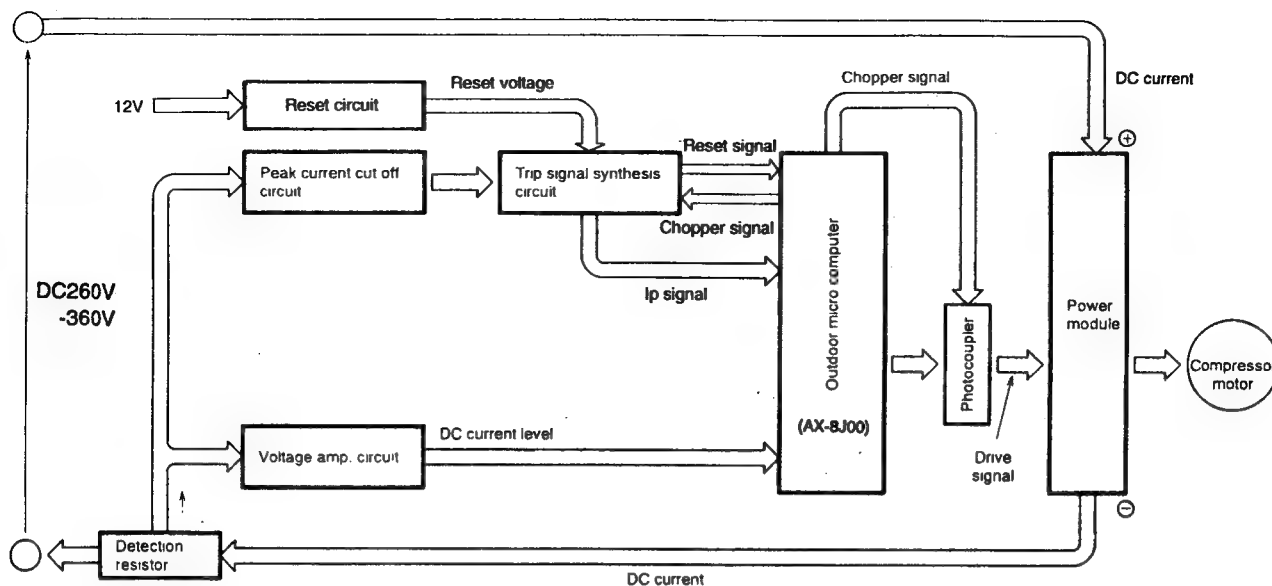 Chopper signal
DC current
Reset voltage
12V
Reset circuit
⊕
Reset signal
Peak current cut off
circuit
Trip signal synthesis
circuit
Chopper signal
DC260V
-360V
Ip signal
Outdoor micro computer
(AX-8J00)
Photocoupler
Power
module
Compressor
motor
DC current level
Voltage amp. circuit
Drive
signal
⊖
Detection
resistor
DC current